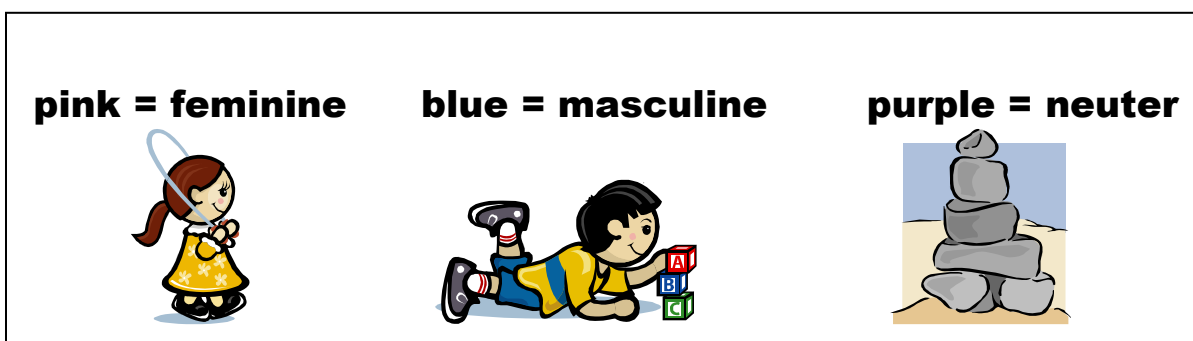 pink = feminine blue = masculine purple = neuter
A
B
C